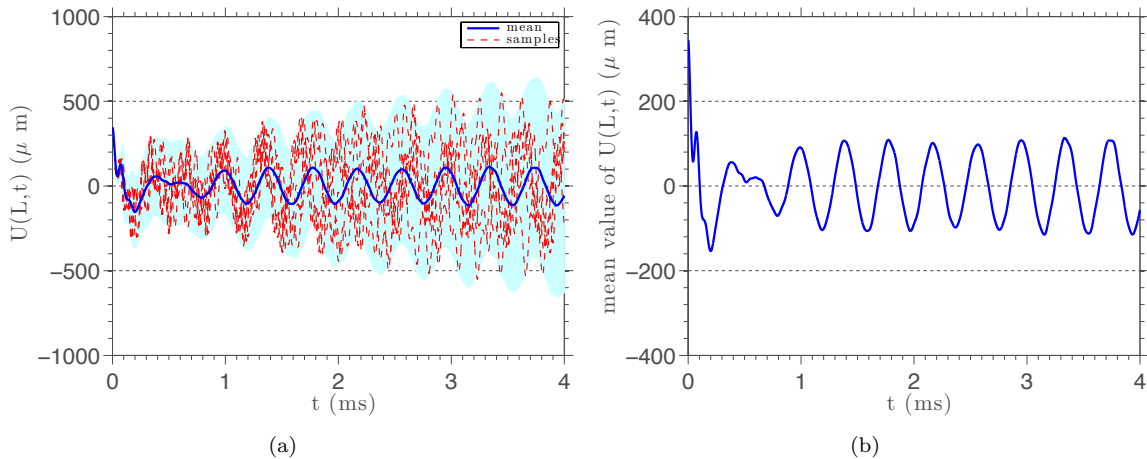 1000
500
0
−500
−1000
U(L,t) (μ m)
mean
samples
0 1 2 3 4
t (ms)
(a)
400
200
0
−200
−400
mean value of U(L,t) (μ m)
0 1 2 3 4
t (ms)
(b)